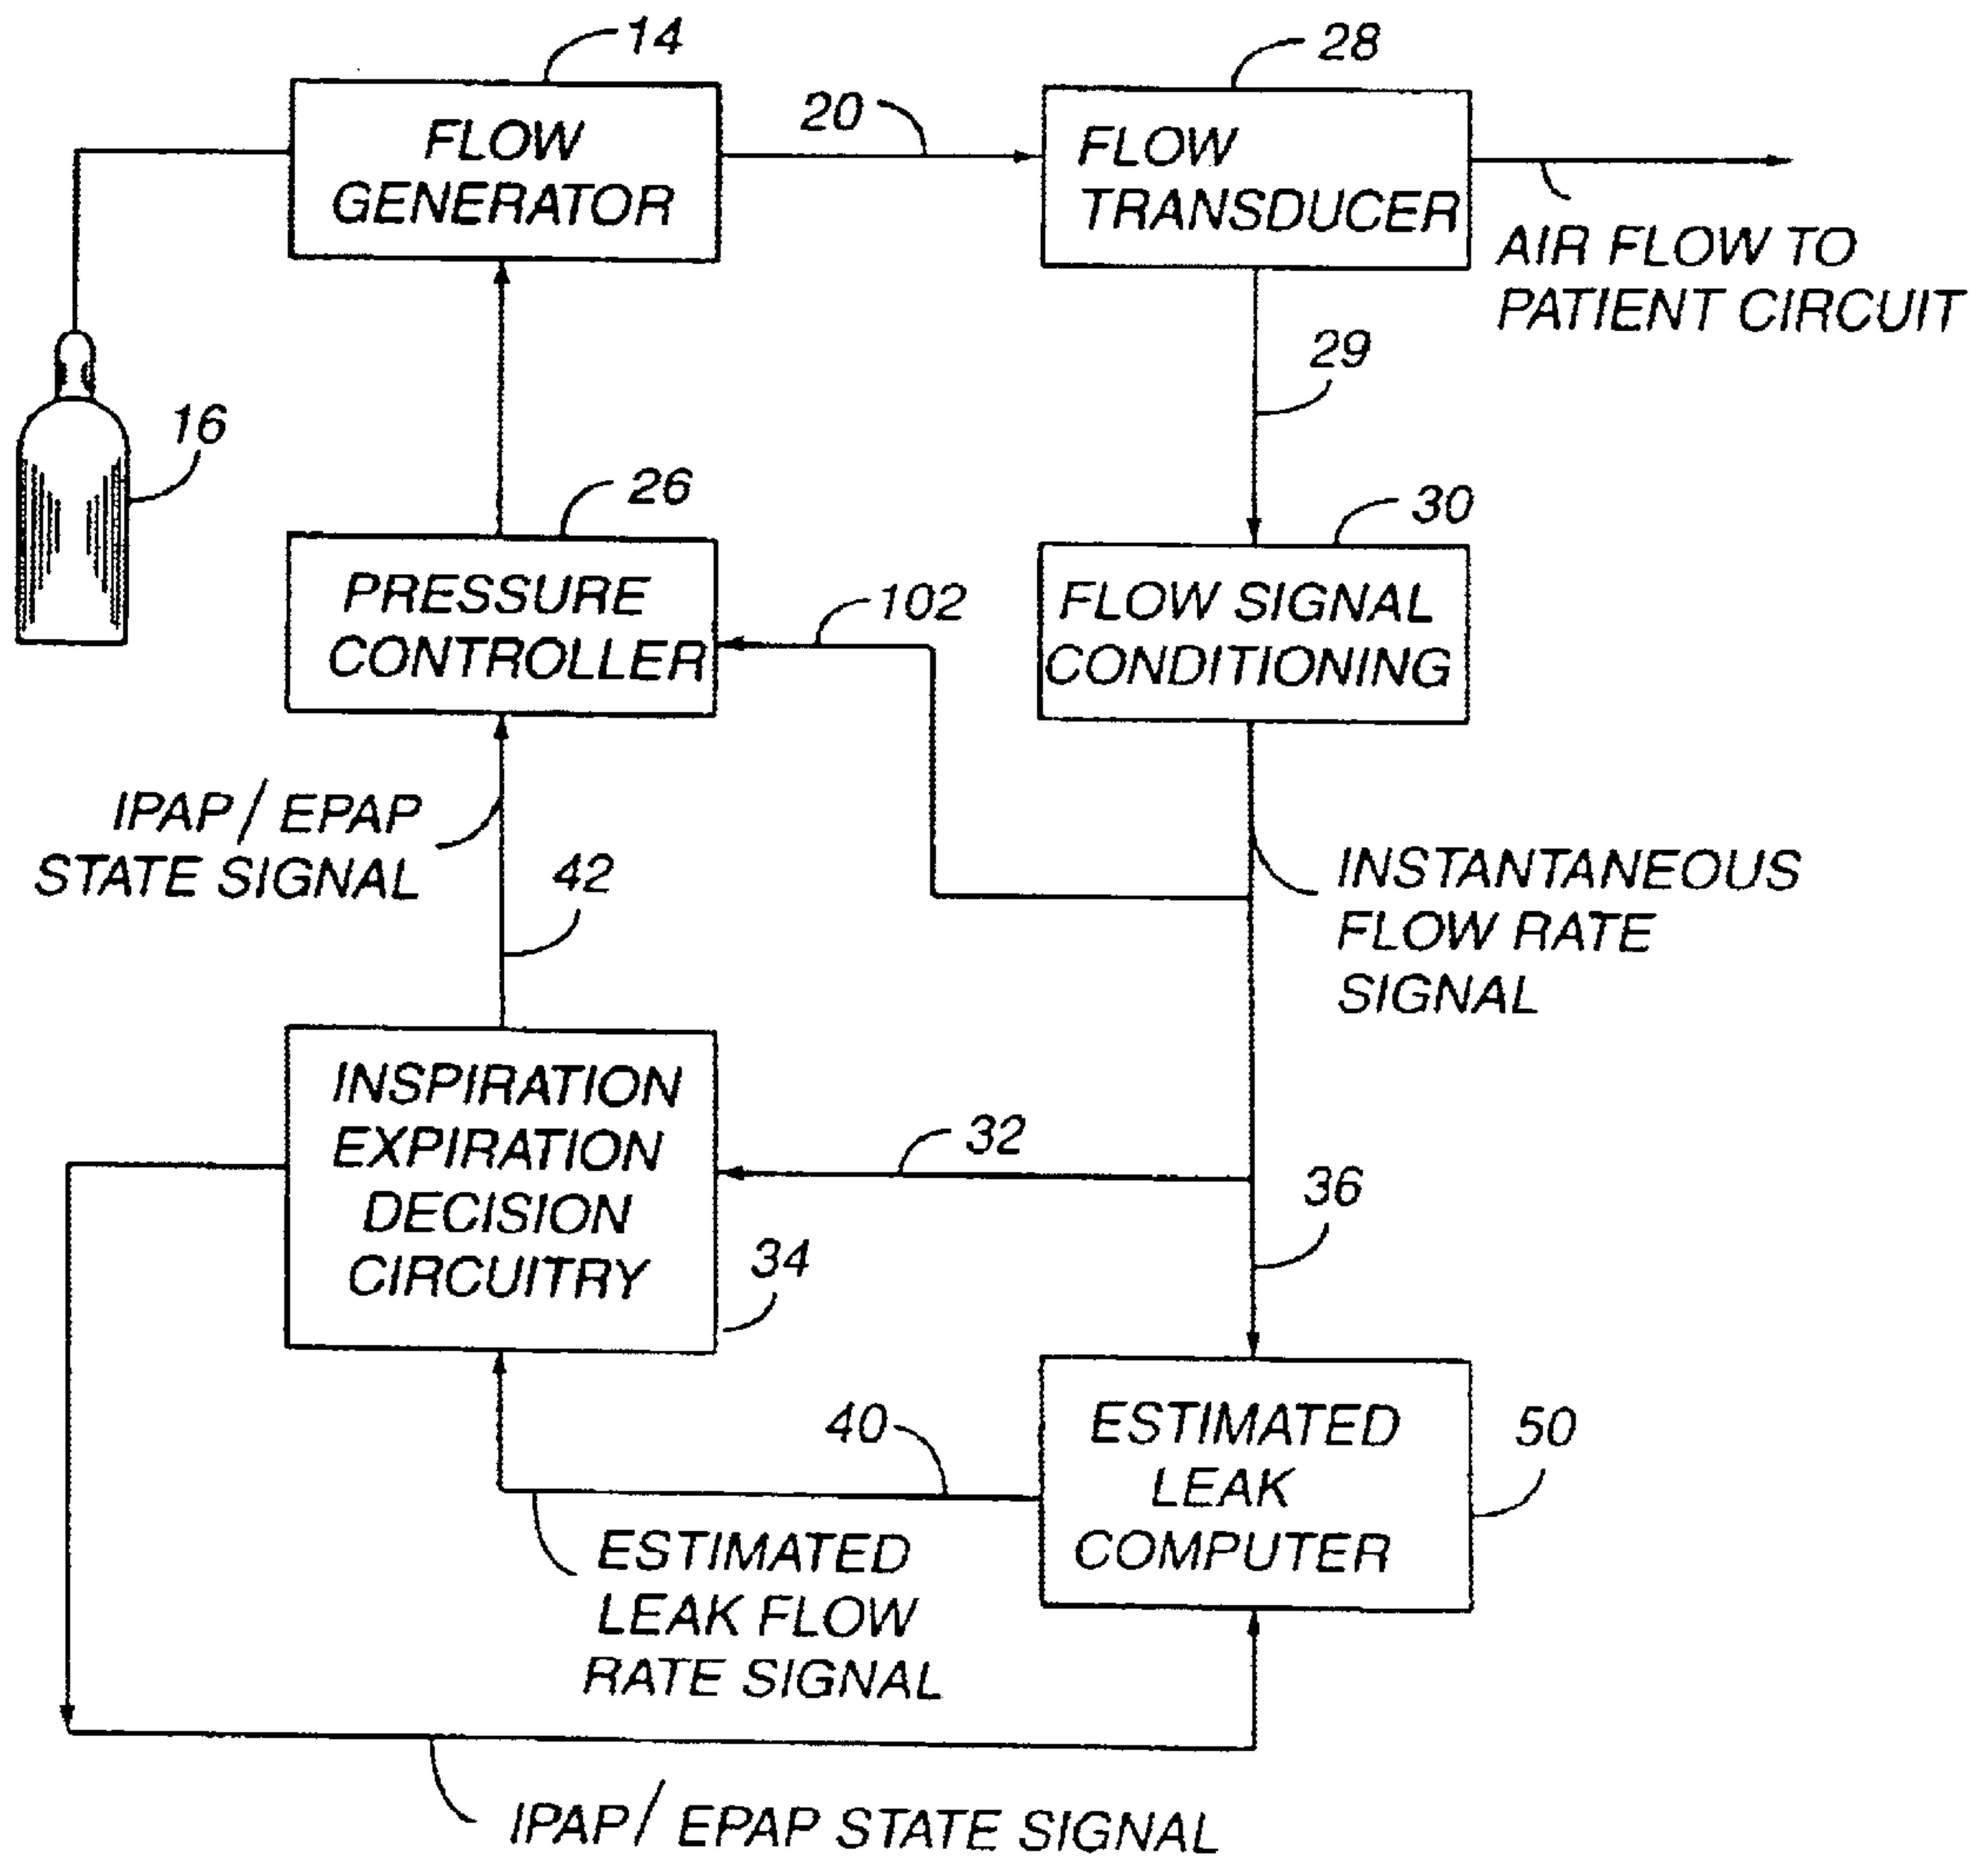 14
28
20
FLOW
GENERATOR
FLOW
TRANSDUCER
AIR FLOW TO
PATIENT CIRCUIT
29
16
26
30
PRESSURE
CONTROLLER
102
FLOW SIGNAL
CONDITIONING
IPAP/EPAP
STATE SIGNAL
42
INSTANTANEOUS
FLOW RATE
SIGNAL
INSPIRATION
EXPIRATION
DECISION
CIRCUITRY
32
36
34
40
ESTIMATED
LEAK
COMPUTER
50
ESTIMATED
LEAK FLOW
RATE SIGNAL
IPAP/EPAP STATE SIGNAL